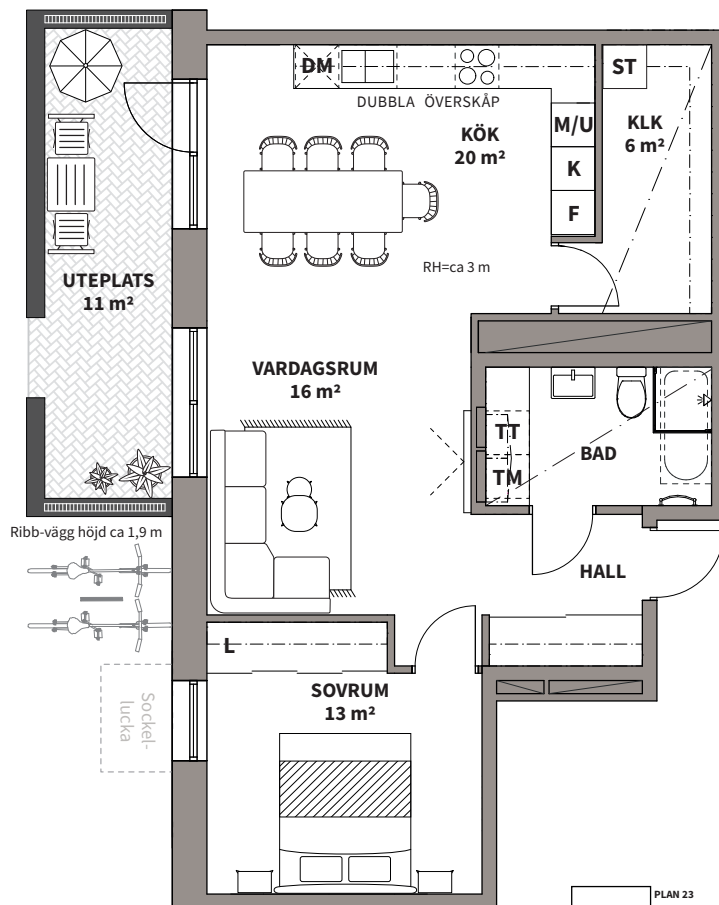 DM
ST
DUBBLA ÖVERSKÅP
KÖK
20 m²
M/U
KLK
6 m²
K
F
UTEPLATS
11 m²
RH=ca 3 m
VARDAGSRUM
16 m²
TT
BAD
TM
Ribb-vägg höjd ca 1,9 m
HALL
L
SOVRUM
13 m²
Sockel-
lucka
PLAN 23